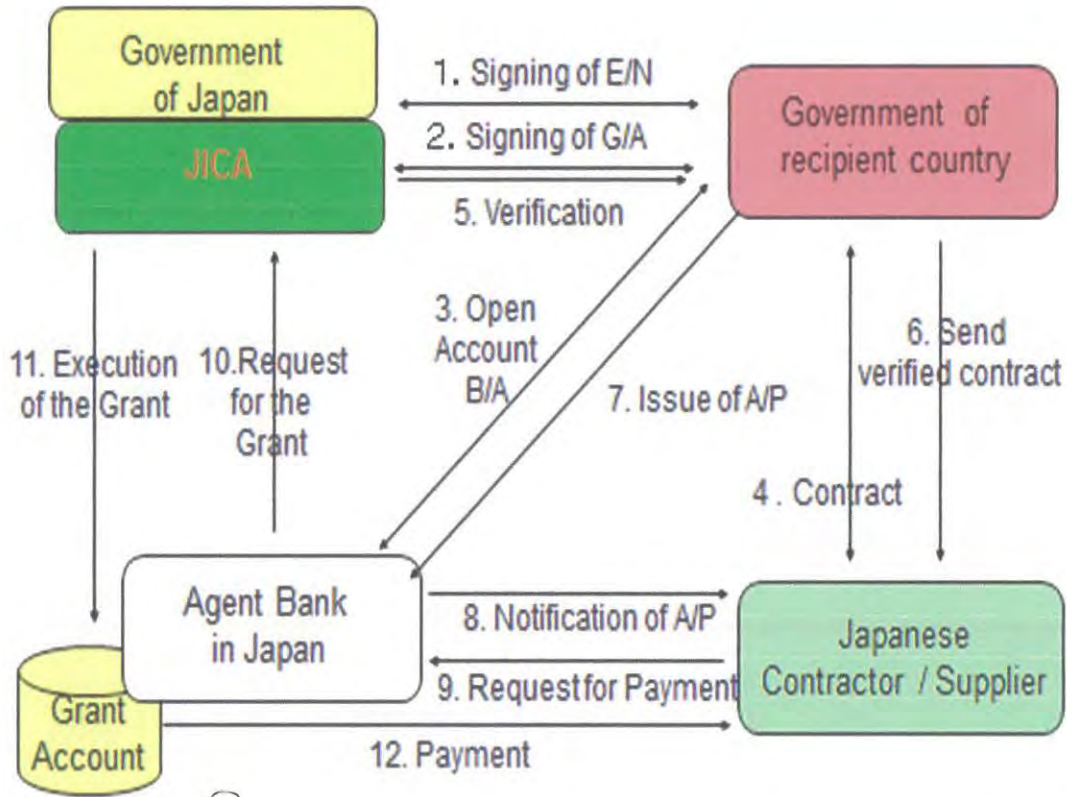 Government
of Japan
JICA
1. Signing of E/N
2. Signing of G/A
5. Verification
Government of
recipient country
3. Open
Account
B/A
7. Issue of A/P
6. Send
verified contract
4 . Contract
11. Execution
of the Grant
10.Request
for the
Grant
Agent Bank
in Japan
8. Notification of A/P
9. Request for Payment
Japanese
Contractor / Supplier
Grant
Account
12. Payment